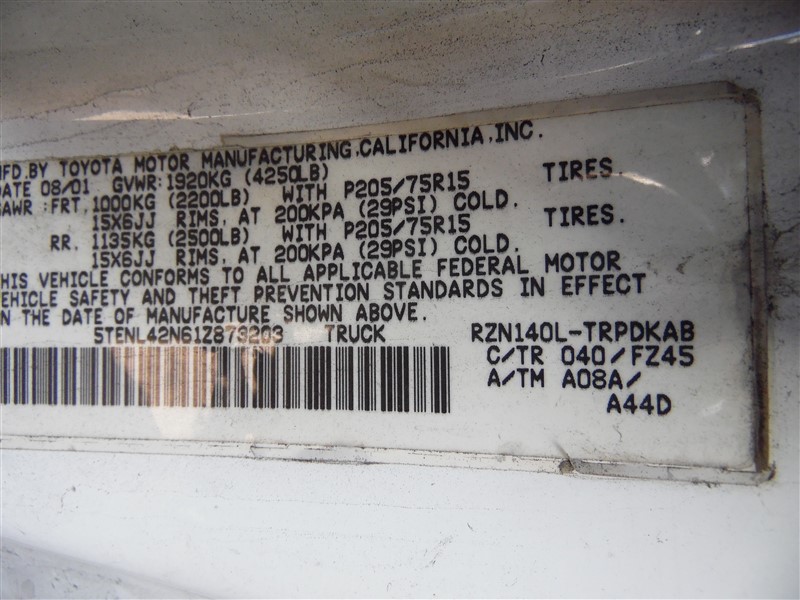 MFD.BY TOYOTA MOTOR MANUFACTURING,CALIFORNIA,INC.
DATE 08/01 GVWR:1920KG (4250LB)
GAWR :FRT.1000KG (2200LB) WITH P205/75R15 TIRES.
15X6JJ RIMS, AT 200KPA (29PSI) COLD.
RR. 1135KG (2500LB) WITH P205/75R15 TIRES.
15X6JJ RIMS, AT 200KPA (29PSI) COLD.
THIS VEHICLE CONFORMS TO ALL APPLICABLE FEDERAL MOTOR
VEHICLE SAFETY AND THEFT PREVENTION STANDARDS IN EFFECT
ON THE DATE OF MANUFACTURE SHOWN ABOVE.
5TENL42N61Z873203 TRUCK RZN140L-TRPDKAB
C/TR 040/FZ45
A/TM A08A/
A44D